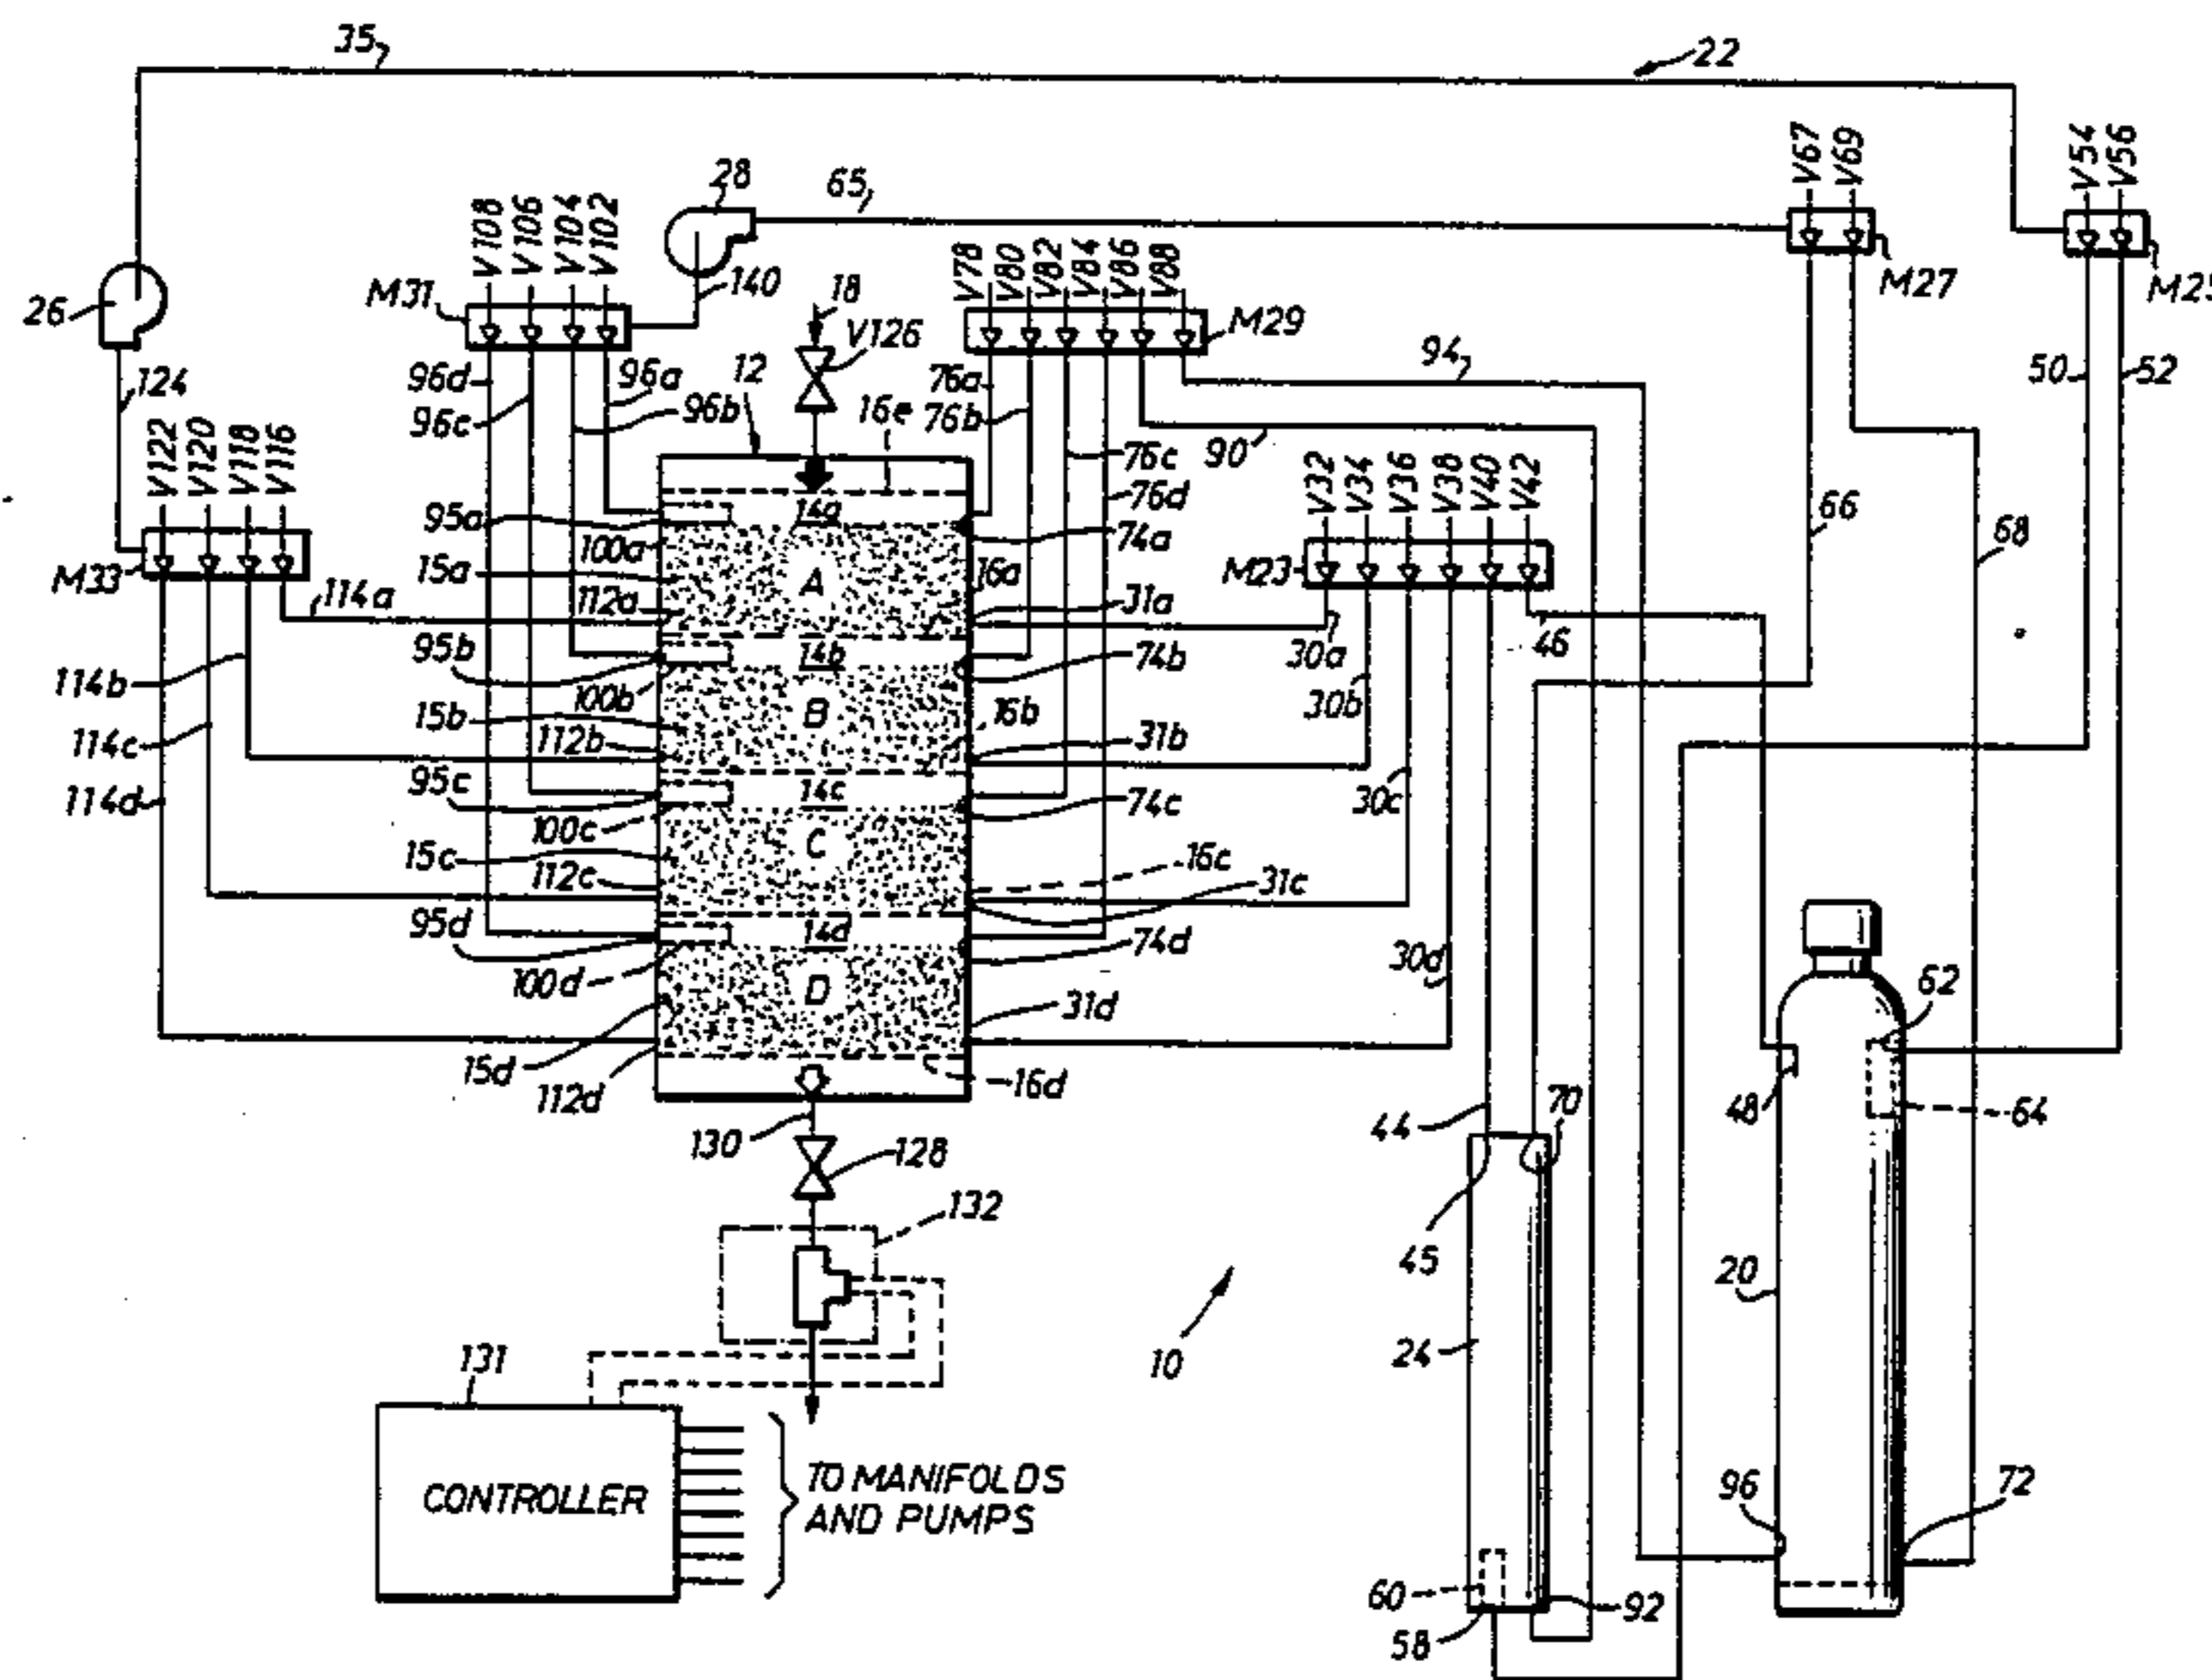 35
22
V67
V69
V54
V56
28
65
V108
V106
V104
V102
V78
V80
V82
V84
V86
V88
26
M31
140
18
V126
M29
M27
M25
124
96d
96a
12
76a
94
50
52
96c
96b
16e
76b
90
76c
V122
V120
V118
V116
V32
V34
V36
V38
V40
V42
76d
95a
14a
66
100a
74a
68
M33
15a
A
16a
M23
114a
112a
31a
46
95b
14b
30a
74b
114b
100b
30b
15b
B
16b
114c
112b
31b
95c
14c
114d
74c
30c
100c
15c
C
16c
112c
31c
95d
14d
74d
30d
100d
D
62
31d
15d
16d
112d
48
64
70
130
44
128
132
45
20
10
24
131
CONTROLLER
TO MANIFOLDS
AND PUMPS
96
72
60
92
58